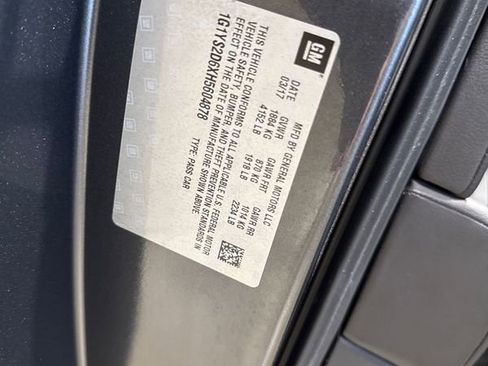 GM
MFD BY GENERAL MOTORS LLC
DATE GVWR GAWR FRT GAWR RR
03/17 1884 KG 870 KG 1014 KG
4152 LB 1918 LB 2234 LB
THIS VEHICLE CONFORMS TO ALL APPLICABLE U.S. FEDERAL MOTOR
VEHICLE SAFETY, BUMPER, AND THEFT PREVENTION STANDARDS IN
EFFECT ON THE DATE OF MANUFACTURE SHOWN ABOVE.
1G1YS2D6XH5604878 TYPE: PASS CAR